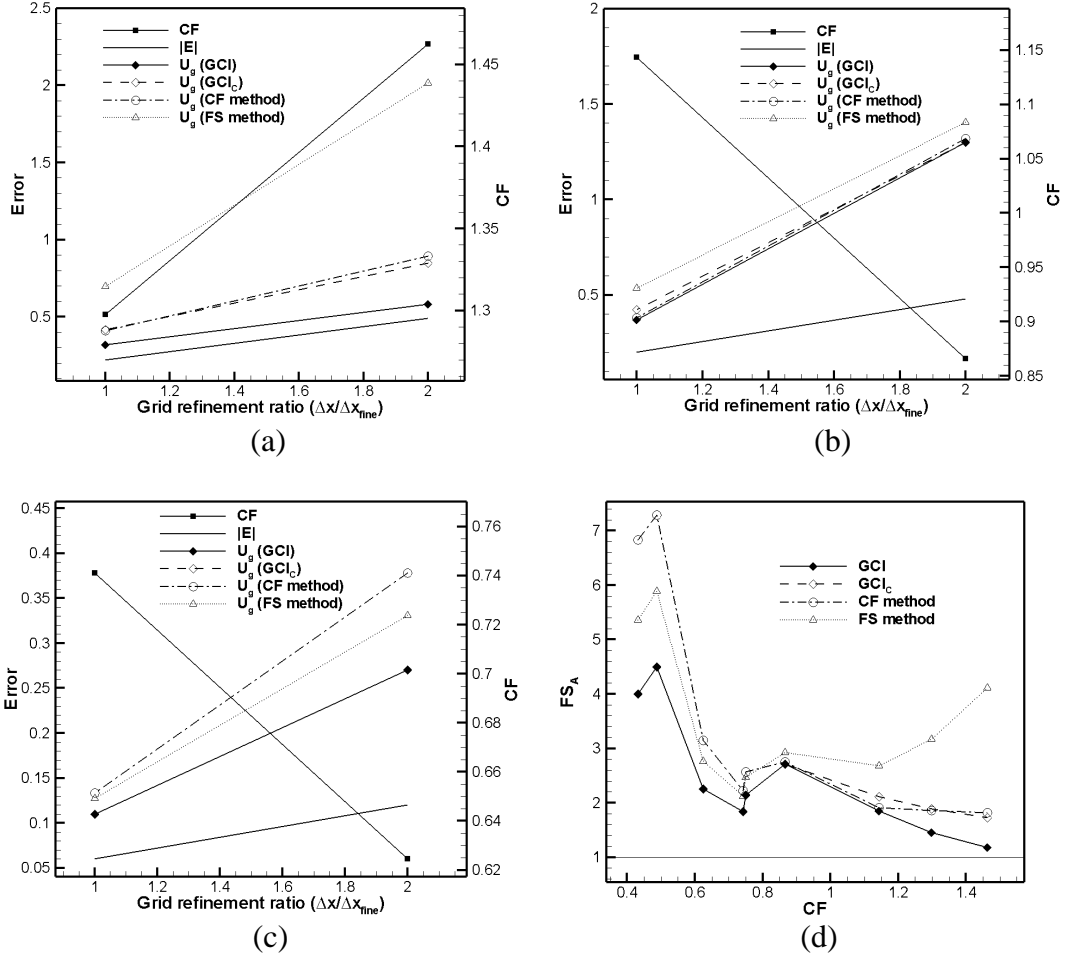 2.5
2
1.5
1
0.5
Error
CF
|E|
U_g (GCI)
U_g (GCI_C)
U_g (CF method)
U_g (FS method)
1.45
1.4
1.35
1.3
CF
1 1.2 1.4 1.6 1.8 2
Grid refinement ratio (Δx/Δx_fine)
(a)
2
1.5
1
0.5
Error
CF
|E|
U_g (GCI)
U_g (GCI_C)
U_g (CF method)
U_g (FS method)
1.15
1.1
1.05
1
0.95
0.9
0.85
CF
1 1.2 1.4 1.6 1.8 2
Grid refinement ratio (Δx/Δx_fine)
(b)
0.45
0.4
0.35
0.3
0.25
0.2
0.15
0.1
0.05
Error
CF
|E|
U_g (GCI)
U_g (GCI_C)
U_g (CF method)
U_g (FS method)
0.76
0.74
0.72
0.7
0.68
0.66
0.64
0.62
CF
1 1.2 1.4 1.6 1.8 2
Grid refinement ratio (Δx/Δx_fine)
(c)
7
6
5
4
3
2
1
FS_A
GCI
GCI_C
CF method
FS method
0.4 0.6 0.8 1 1.2 1.4
CF
(d)